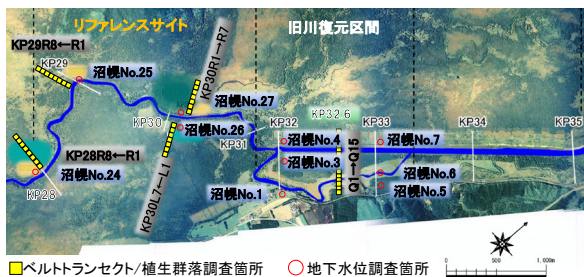 リファレンスサイト
旧川復元区間
KP29R8←R1
KP29
沼幌No.25
KP30R1→R7
沼幌No.27
KP30
沼幌No.26
KP31
KP32
KP32.6
KP33
KP34
KP35
沼幌No.4
沼幌No.7
沼幌No.3
KP28R8←R1
沼幌No.24
KP28
KP30L7←L1
沼幌No.1
Q1→Q15
沼幌No.6
沼幌No.5
ベルトトランセクト/植生群落調査箇所
地下水位調査箇所
0
500
1,000m